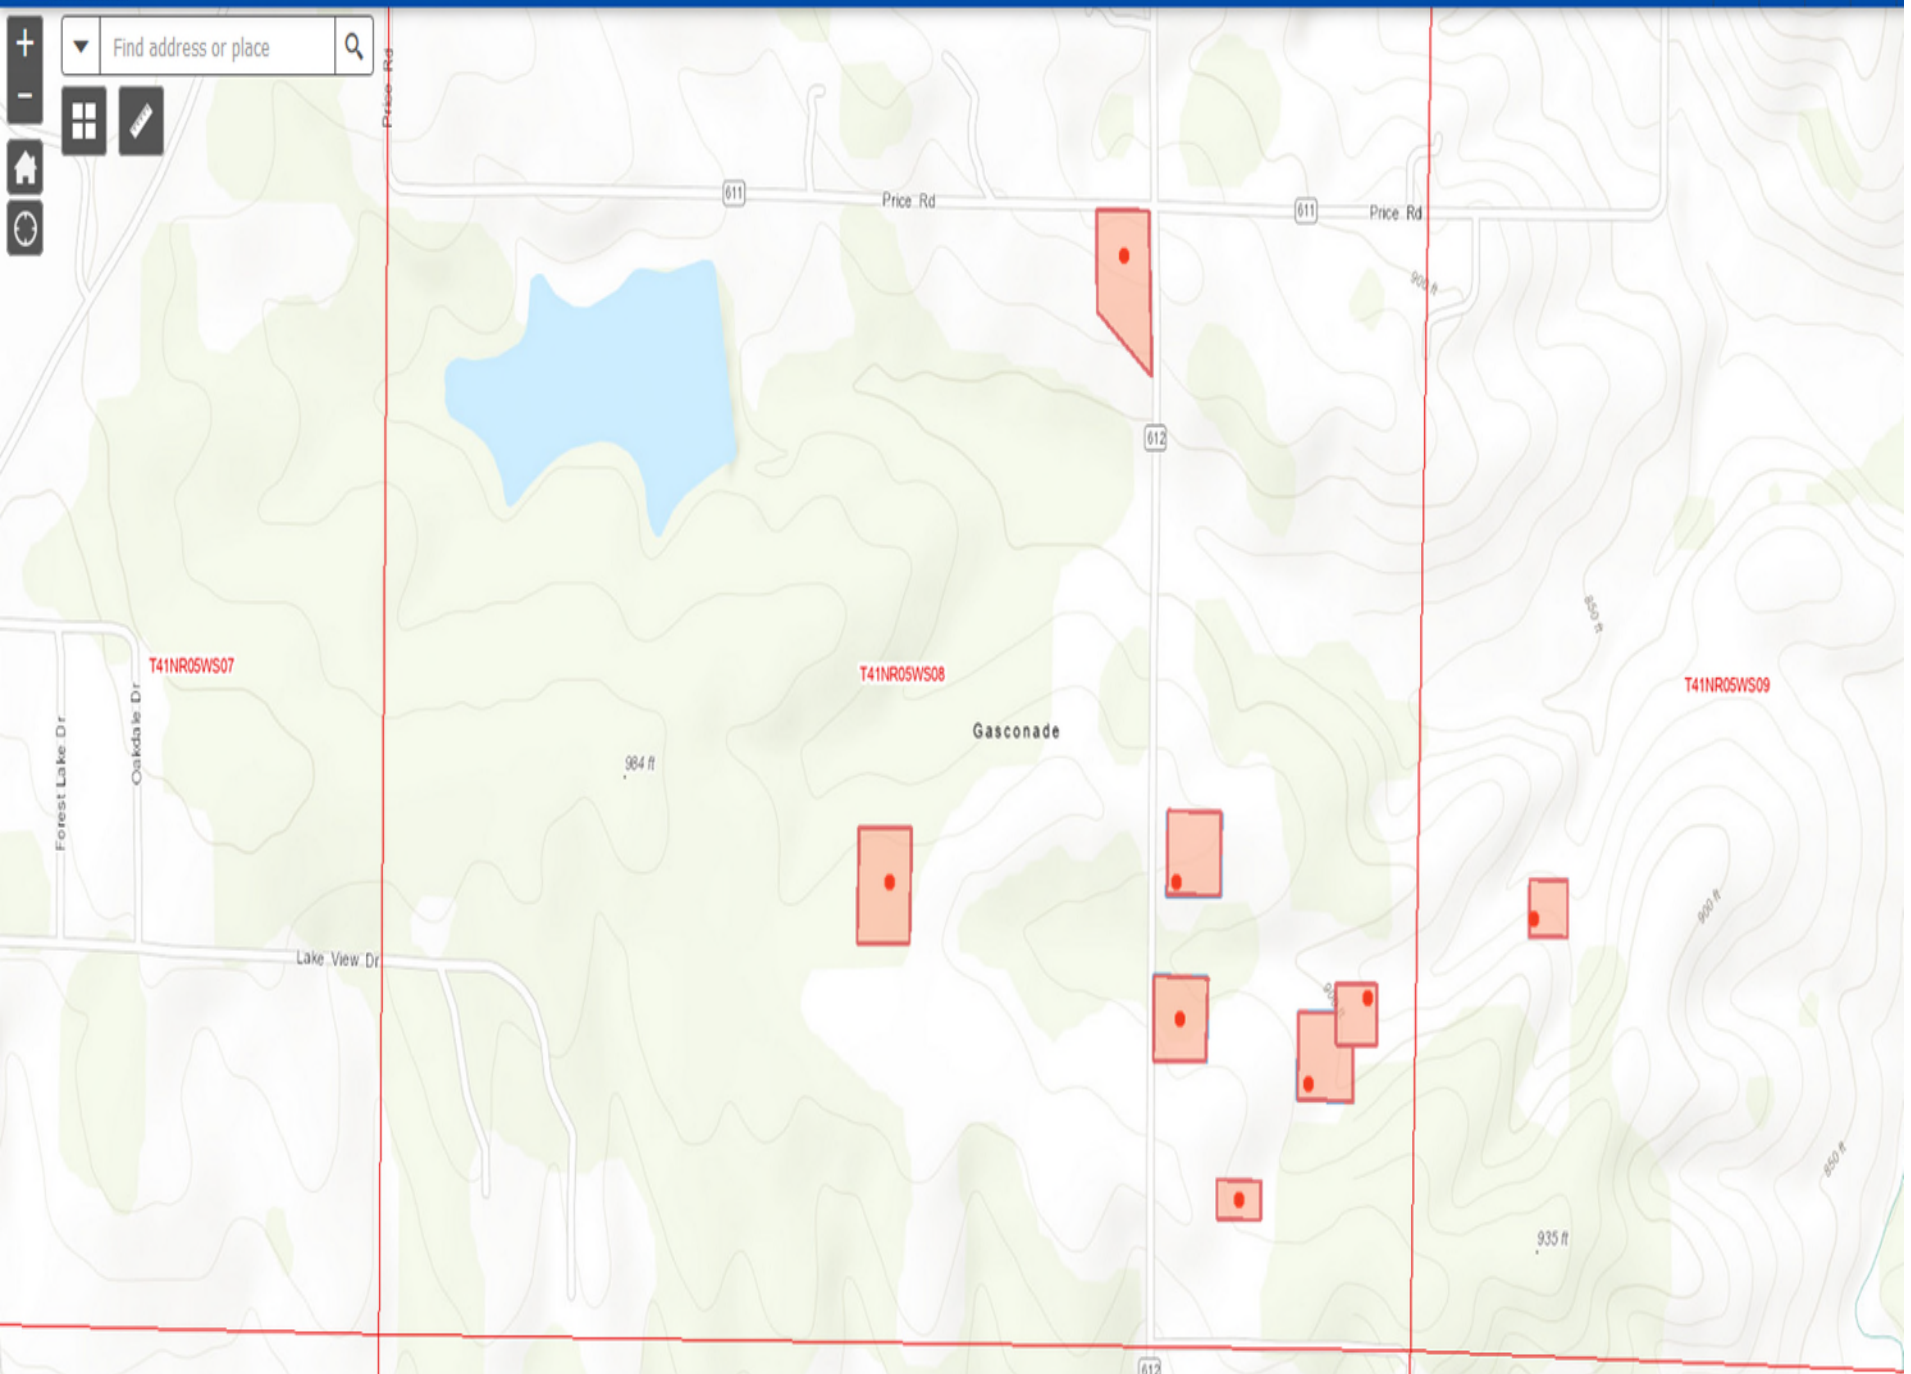 Find address or place
Price Rd
611
Price Rd
611
Price Rd
900 ft
612
850 ft
T41NR05WS07
T41NR05WS08
T41NR05WS09
Oakdale Dr
Forest Lake Dr
Gasconade
984 ft
900 ft
Lake View Dr
850 ft
935 ft
612